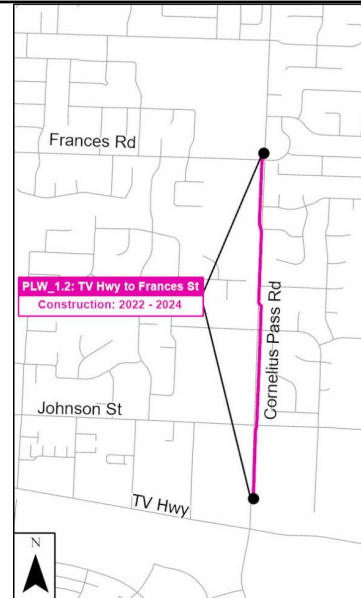 Frances Rd
PLW_1.2: TV Hwy to Frances St
Construction: 2022 - 2024
Cornelius Pass Rd
Johnson St
TV Hwy
N